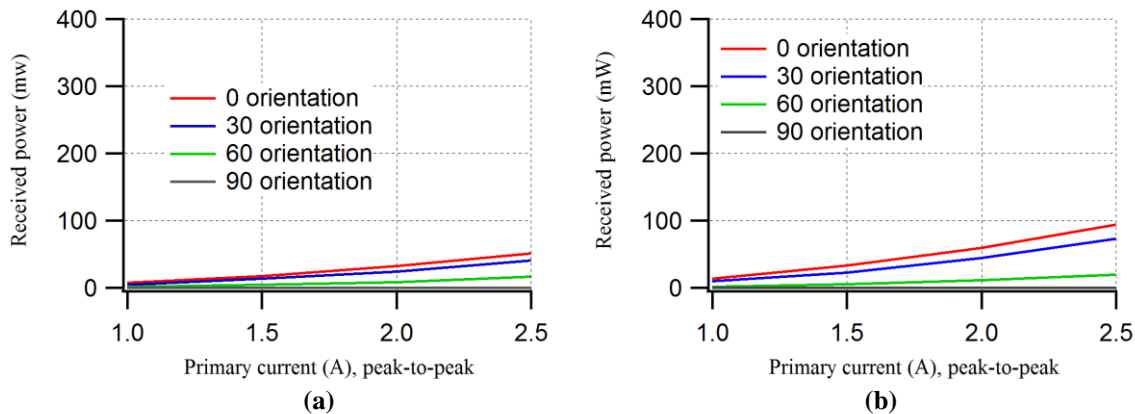 400
300
200
100
0
Received power (mw)
0 orientation
30 orientation
60 orientation
90 orientation
1.0 1.5 2.0 2.5
Primary current (A), peak-to-peak
(a)
400
300
200
100
0
Received power (mW)
0 orientation
30 orientation
60 orientation
90 orientation
1.0 1.5 2.0 2.5
Primary current (A), peak-to-peak
(b)